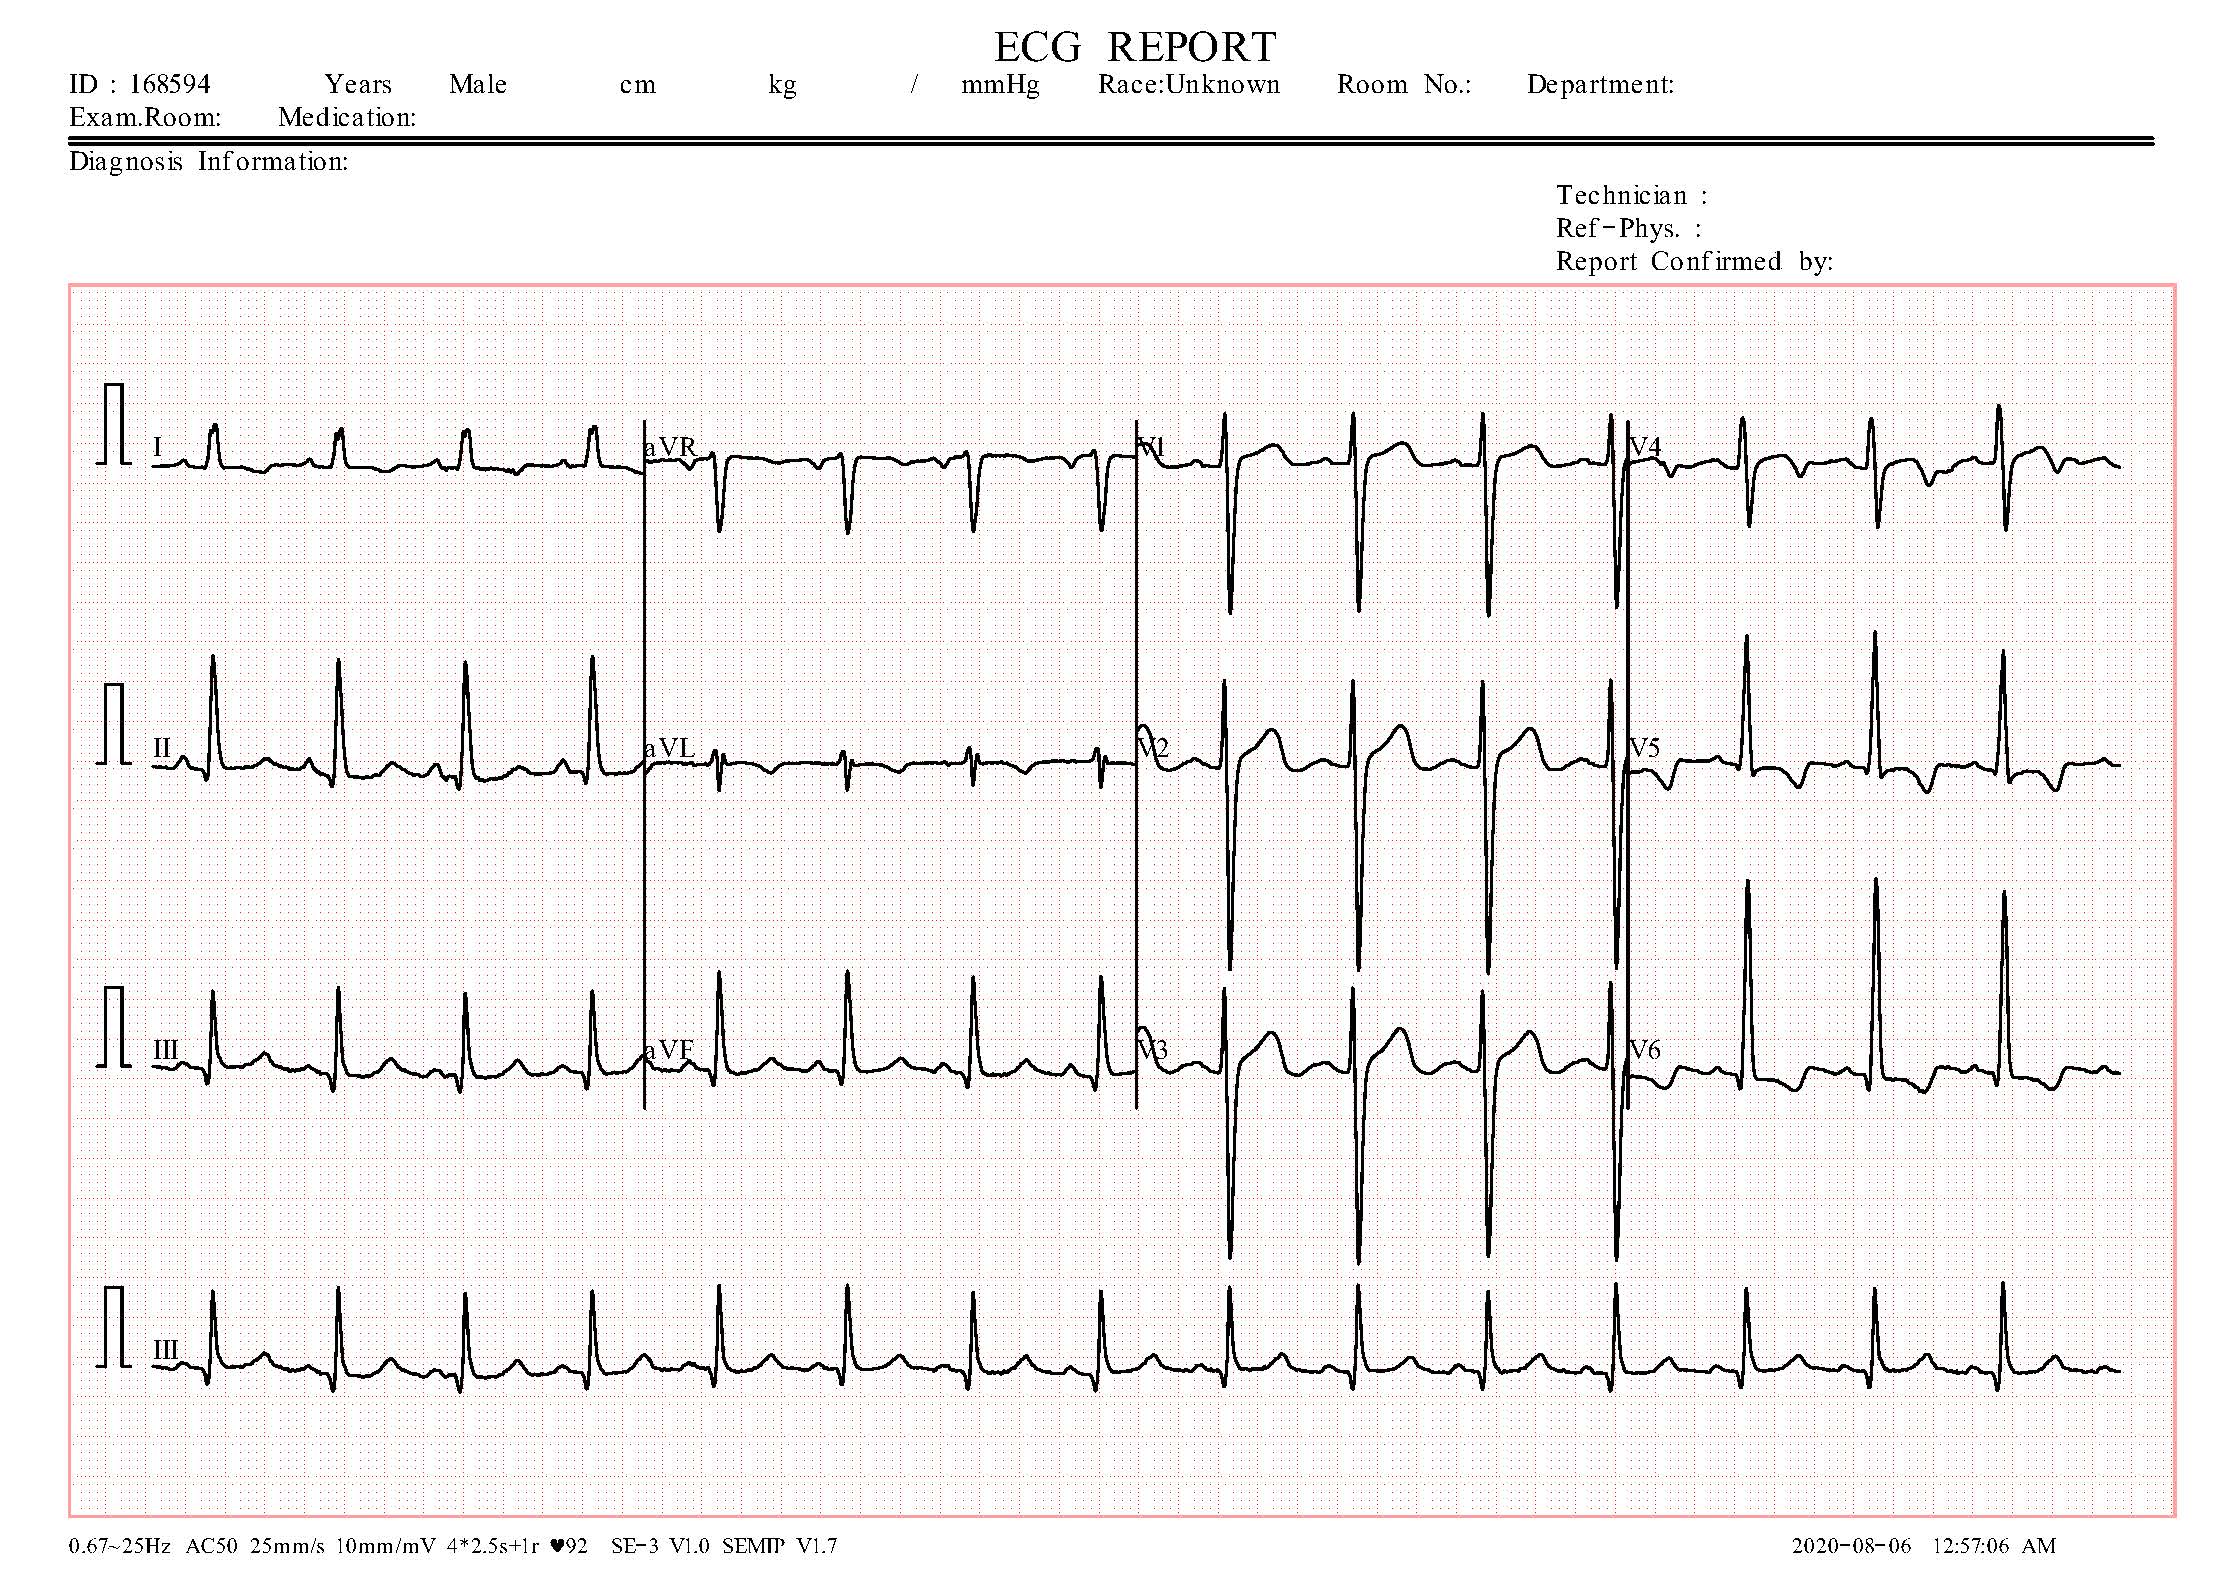 ECG REPORT
ID : 168594 Years Male cm kg / mmHg Race:Unknown Room No.: Department:
Exam.Room: Medication:
Diagnosis Information:
Technician :
Ref-Phys. :
Report Confirmed by:
I aVR V1 V4
II aVL V2 V5
III aVF V3 V6
III
0.67~25Hz AC50 25mm/s 10mm/mV 4*2.5s+1r ♥92 SE-3 V1.0 SEMIP V1.7
2020-08-06 12:57:06 AM